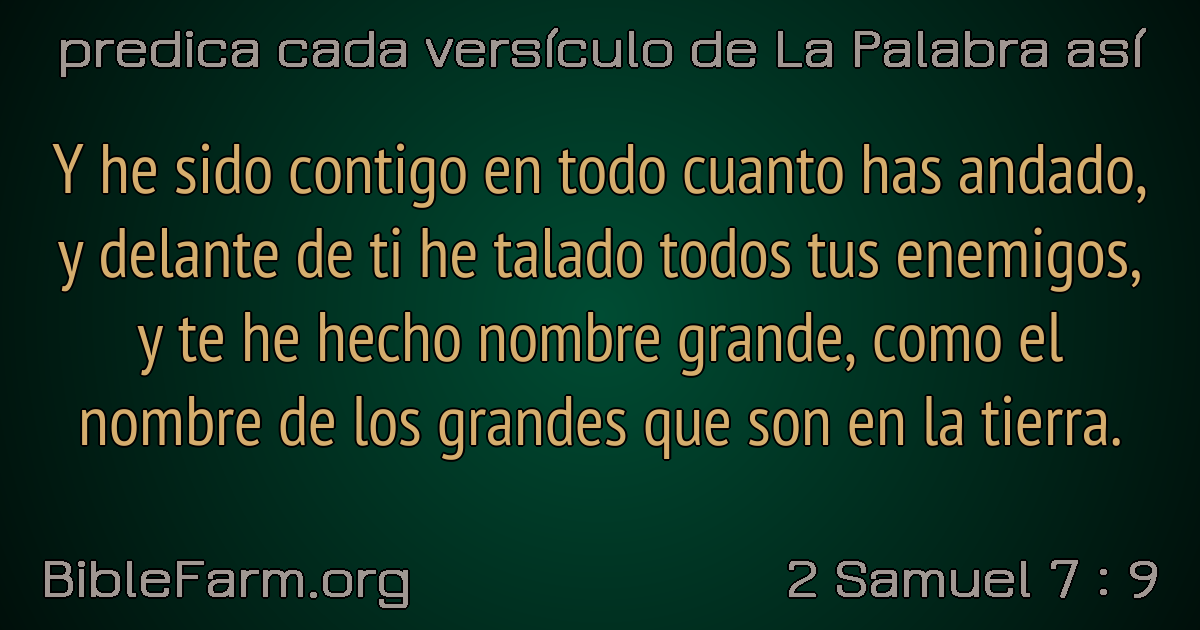 predica cada versículo de La Palabra así
Y he sido contigo en todo cuanto has andado,
y delante de ti he talado todos tus enemigos,
y te he hecho nombre grande, como el
nombre de los grandes que son en la tierra.
BibleFarm.org
2 Samuel 7 : 9